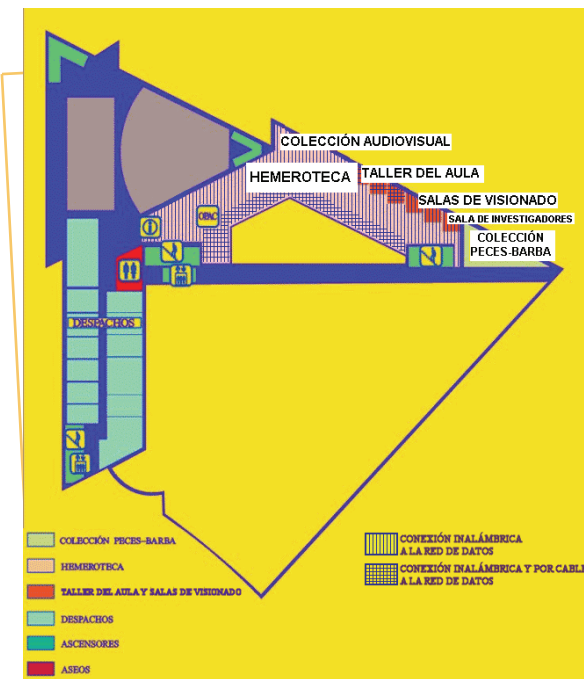 COLECCIÓN AUDIOVISUAL
HEMEROTECA
TALLER DEL AULA
SALAS DE VISIONADO
SALA DE INVESTIGADORES
COLECCIÓN
PECES-BARBA
OPAC
DESPACHOS
COLECCIÓN PECES-BARBA
HEMEROTECA
TALLER DEL AULA Y SALAS DE VISIONADO
DESPACHOS
ASCENSORES
ASEOS
CONEXIÓN INALÁMBRICA
A LA RED DE DATOS
CONEXIÓN INALÁMBRICA Y POR CABLE
A LA RED DE DATOS